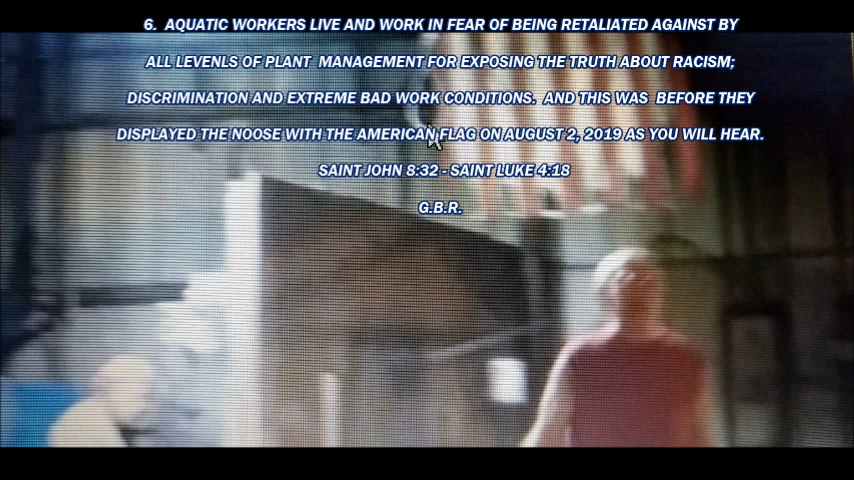 6. AQUATIC WORKERS LIVE AND WORK IN FEAR OF BEING RETALIATED AGAINST BY
ALL LEVENLS OF PLANT MANAGEMENT FOR EXPOSING THE TRUTH ABOUT RACISM;
DISCRIMINATION AND EXTREME BAD WORK CONDITIONS. AND THIS WAS BEFORE THEY
DISPLAYED THE NOOSE WITH THE AMERICAN FLAG ON AUGUST 2, 2019 AS YOU WILL HEAR.
SAINT JOHN 8:32 - SAINT LUKE 4:18
G.B.R.